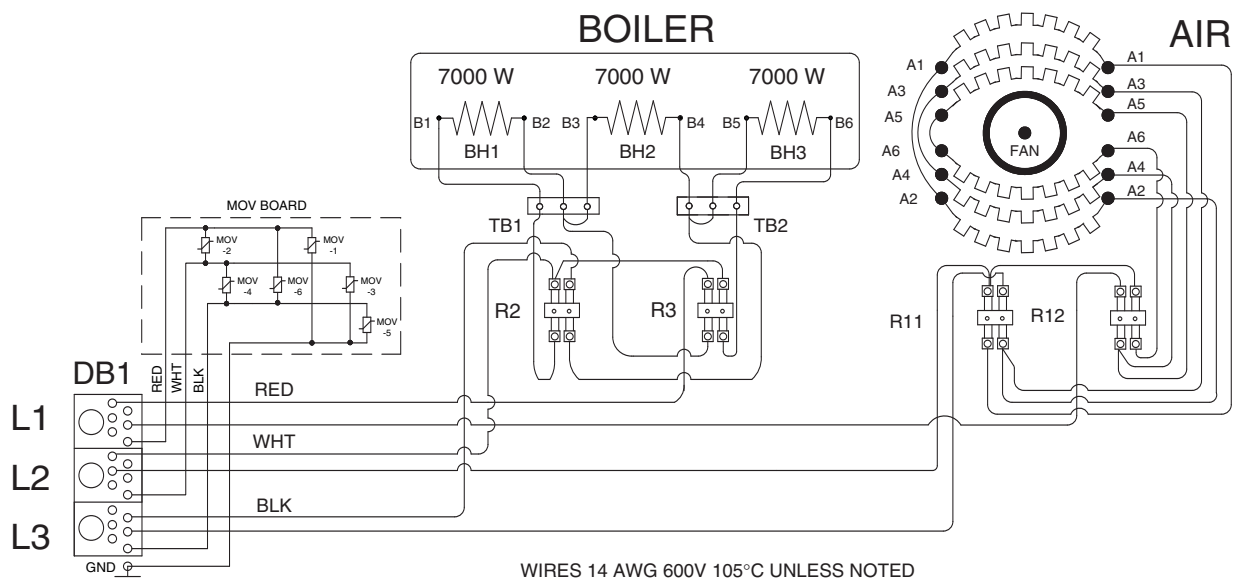 BOILER
AIR
7000 W 7000 W 7000 W
B1 B2 B3 B4 B5 B6
BH1 BH2 BH3
A1 A1
A3 A3
A5 A5
FAN
A6 A6
A4 A4
A2 A2
MOV BOARD
MOV -2
MOV -1
MOV -4
MOV -6
MOV -3
MOV -5
TB1 TB2
R2 R3
R11 R12
DB1
RED
WHT
BLK
RED
L1
WHT
L2
BLK
L3
GND
WIRES 14 AWG 600V 105°C UNLESS NOTED